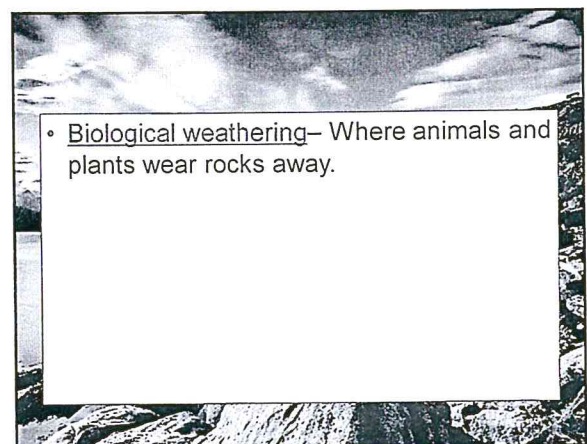 ◦ Biological weathering– Where animals and
plants wear rocks away.